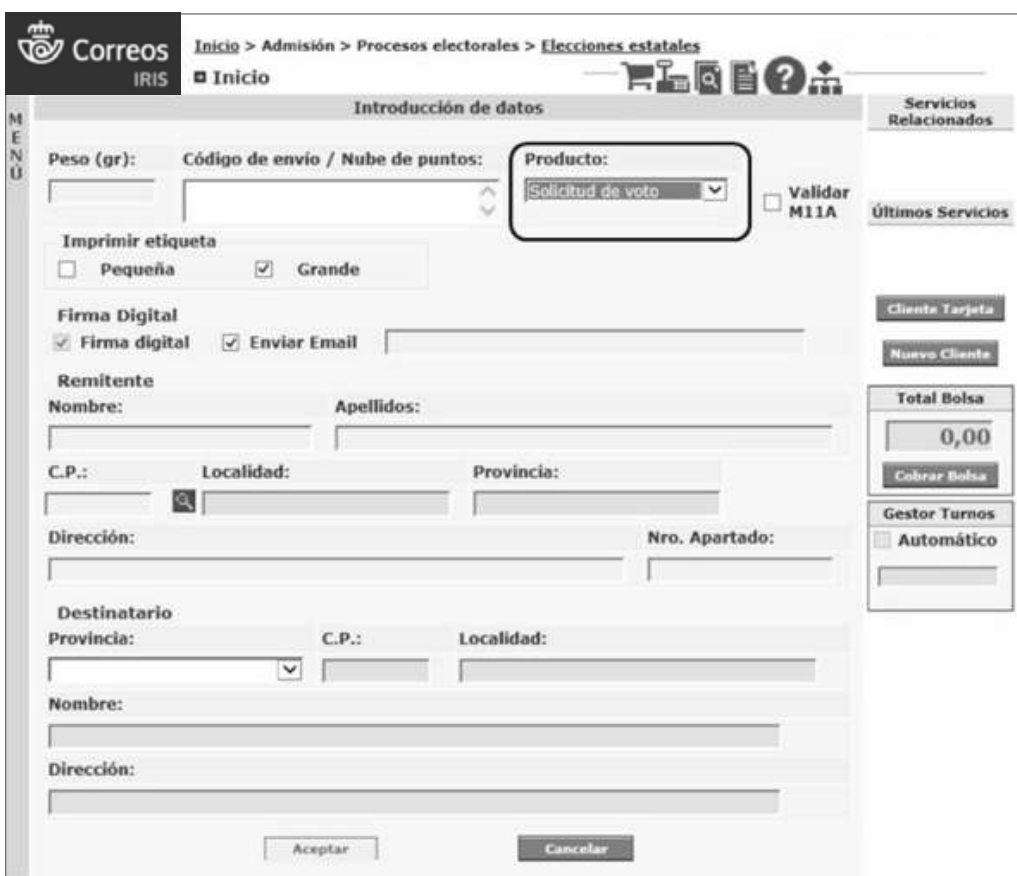 Correos
IRIS
Inicio > Admisión > Procesos electorales > Elecciones estatales
Inicio
MENÚ
Introducción de datos
Servicios Relacionados
Peso (gr):
Código de envío / Nube de puntos:
Producto:
Solicitud de voto
Validar M11A
Últimos Servicios
Imprimir etiqueta
Pequeña
Grande
Firma Digital
Firma digital
Enviar Email
Cliente Tarjeta
Nuevo Cliente
Remitente
Nombre:
Apellidos:
Total Bolsa
0,00
C.P.:
Localidad:
Provincia:
Cobrar Bolsa
Gestor Turnos
Dirección:
Nro. Apartado:
Automático
Destinatario
Provincia:
C.P.:
Localidad:
Nombre:
Dirección:
Aceptar
Cancelar